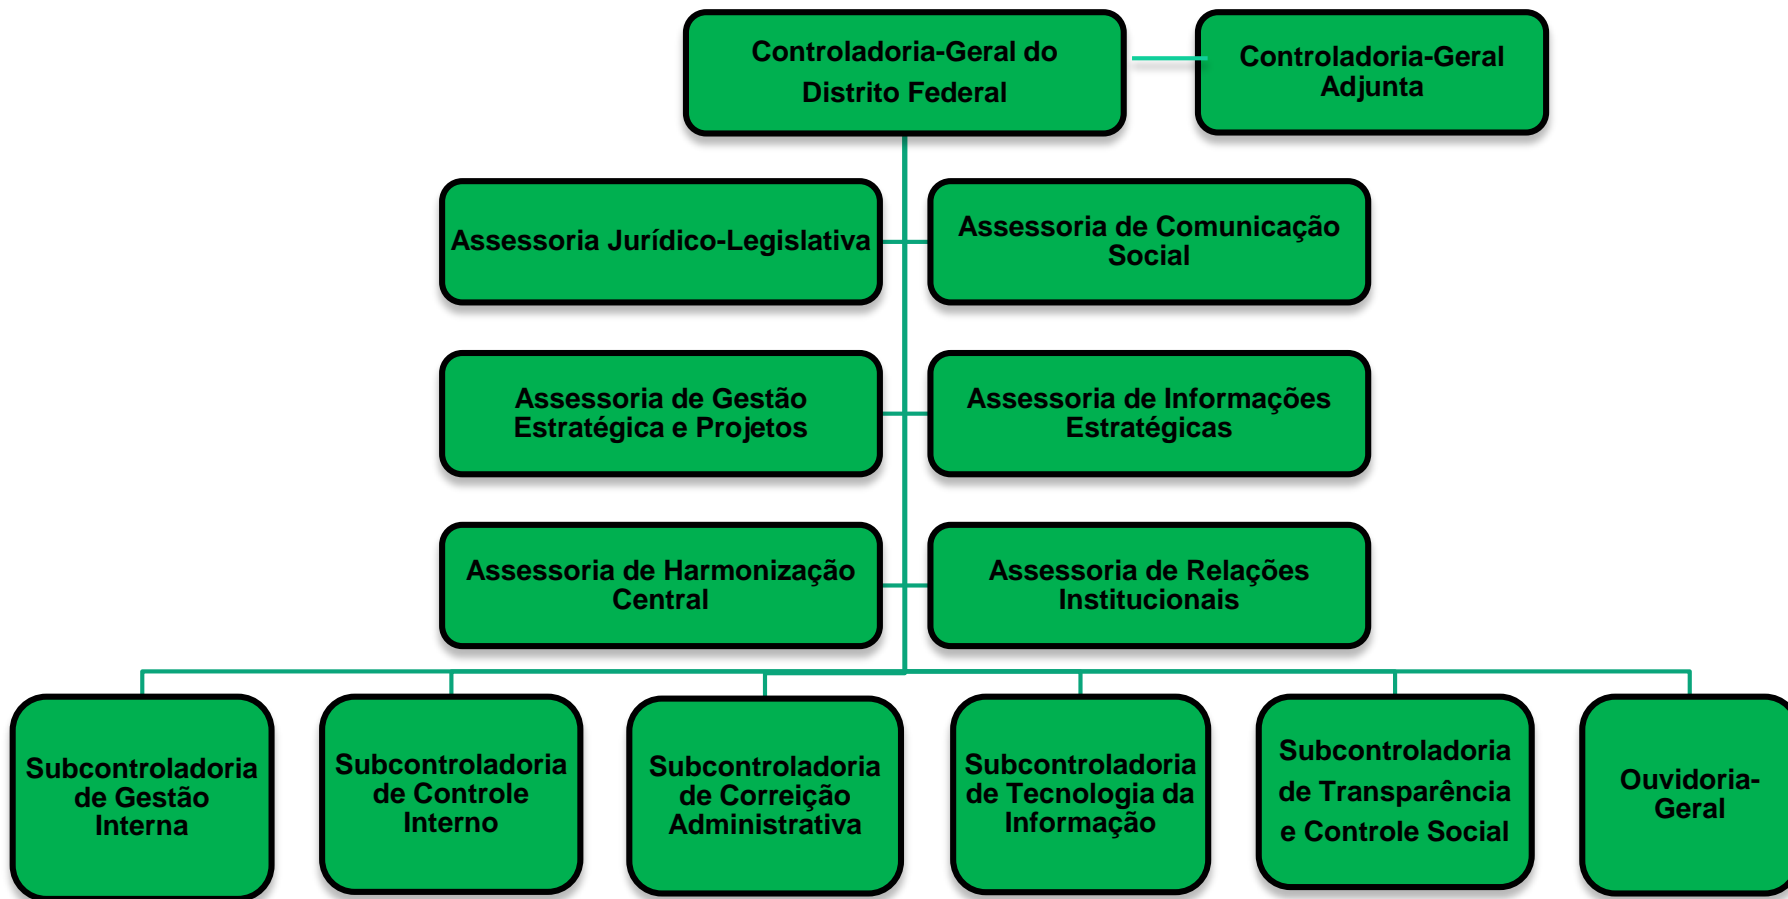 Controladoria-Geral do
Distrito Federal
Controladoria-Geral
Adjunta
Assessoria Jurídico-Legislativa
Assessoria de Comunicação
Social
Assessoria de Gestão
Estratégica e Projetos
Assessoria de Informações
Estratégicas
Assessoria de Harmonização
Central
Assessoria de Relações
Institucionais
Subcontroladoria
de Gestão
Interna
Subcontroladoria
de Controle
Interno
Subcontroladoria
de Correição
Administrativa
Subcontroladoria
de Tecnologia da
Informação
Subcontroladoria
de Transparência
e Controle Social
Ouvidoria-
Geral